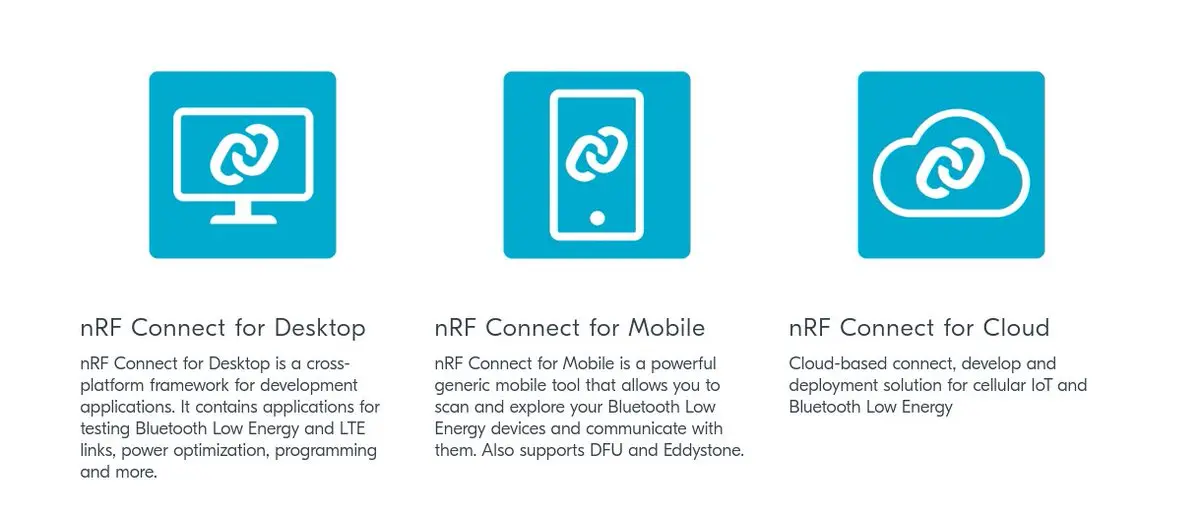 nRF Connect for Desktop
nRF Connect for Desktop is a cross-
platform framework for development
applications. It contains applications for
testing Bluetooth Low Energy and LTE
links, power optimization, programming
and more.
nRF Connect for Mobile
nRF Connect for Mobile is a powerful
generic mobile tool that allows you to
scan and explore your Bluetooth Low
Energy devices and communicate with
them. Also supports DFU and Eddystone.
nRF Connect for Cloud
Cloud-based connect, develop and
deployment solution for cellular IoT and
Bluetooth Low Energy